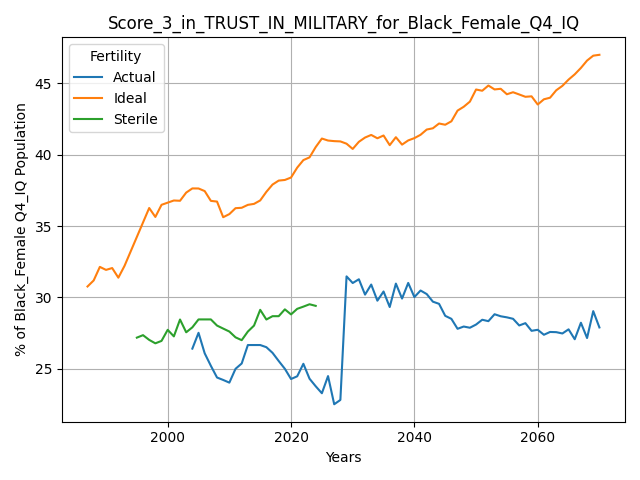 Score_3_in_TRUST_IN_MILITARY_for_Black_Female_Q4_IQ
Fertility
Actual
Ideal
Sterile
% of Black_Female Q4_IQ Population
45
40
35
30
25
2000
2020
2040
2060
Years